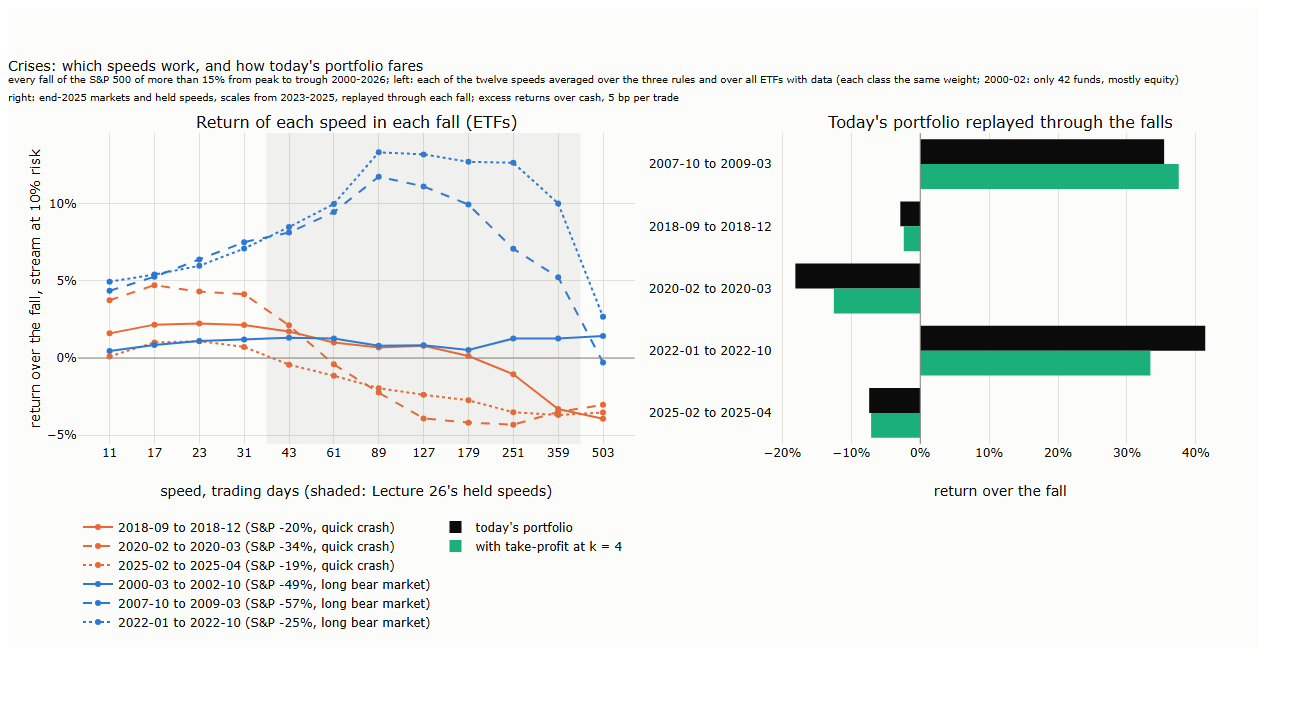 Crises: which speeds work, and how today's portfolio fares
every fall of the S&P 500 of more than 15% from peak to trough 2000-2026; left: each of the twelve speeds averaged over the three rules and over all ETFs with data (each class the same weight; 2000-02: only 42 funds, mostly equity)
right: end-2025 markets and held speeds, scales from 2023-2025, replayed through each fall; excess returns over cash, 5 bp per trade
Return of each speed in each fall (ETFs)
return over the fall, stream at 10% risk
10%
5%
0%
−5%
11 17 23 31 43 61 89 127 179 251 359 503
speed, trading days (shaded: Lecture 26's held speeds)
Today's portfolio replayed through the falls
2007-10 to 2009-03
2018-09 to 2018-12
2020-02 to 2020-03
2022-01 to 2022-10
2025-02 to 2025-04
−20% −10% 0% 10% 20% 30% 40%
return over the fall
2018-09 to 2018-12 (S&P -20%, quick crash)
2020-02 to 2020-03 (S&P -34%, quick crash)
2025-02 to 2025-04 (S&P -19%, quick crash)
2000-03 to 2002-10 (S&P -49%, long bear market)
2007-10 to 2009-03 (S&P -57%, long bear market)
2022-01 to 2022-10 (S&P -25%, long bear market)
today's portfolio
with take-profit at k = 4